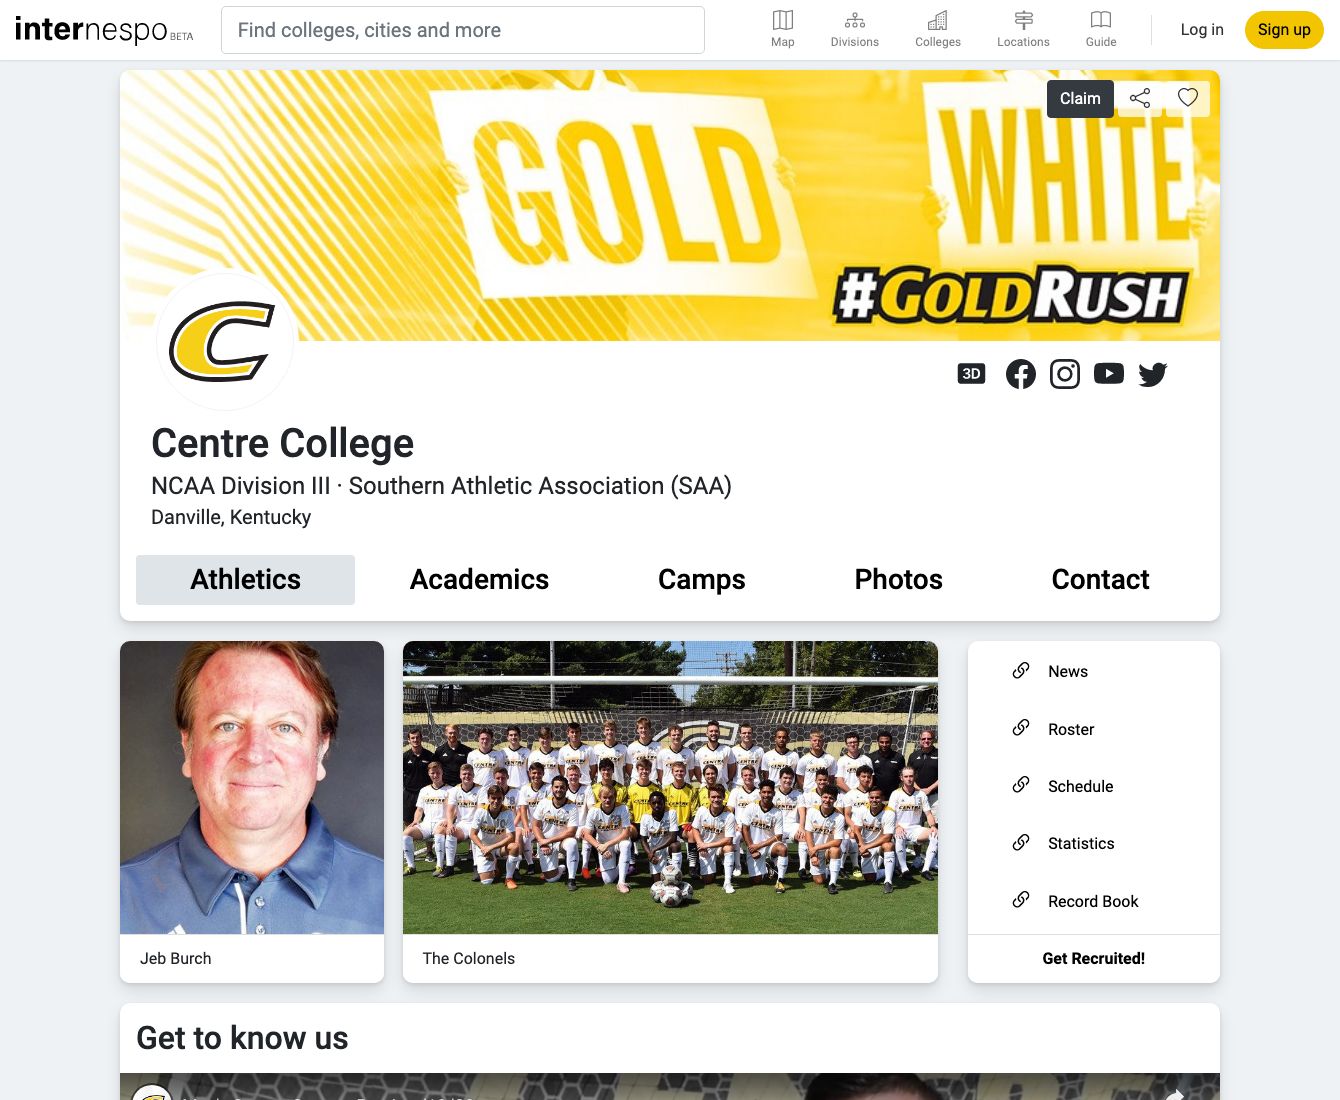 internespo BETA
Find colleges, cities and more
Map
Divisions
Colleges
Locations
Guide
Log in
Sign up
Claim
GOLD
WHITE
#GOLDRUSH
C
3D
Centre College
NCAA Division III · Southern Athletic Association (SAA)
Danville, Kentucky
Athletics
Academics
Camps
Photos
Contact
Jeb Burch
The Colonels
News
Roster
Schedule
Statistics
Record Book
Get Recruited!
Get to know us